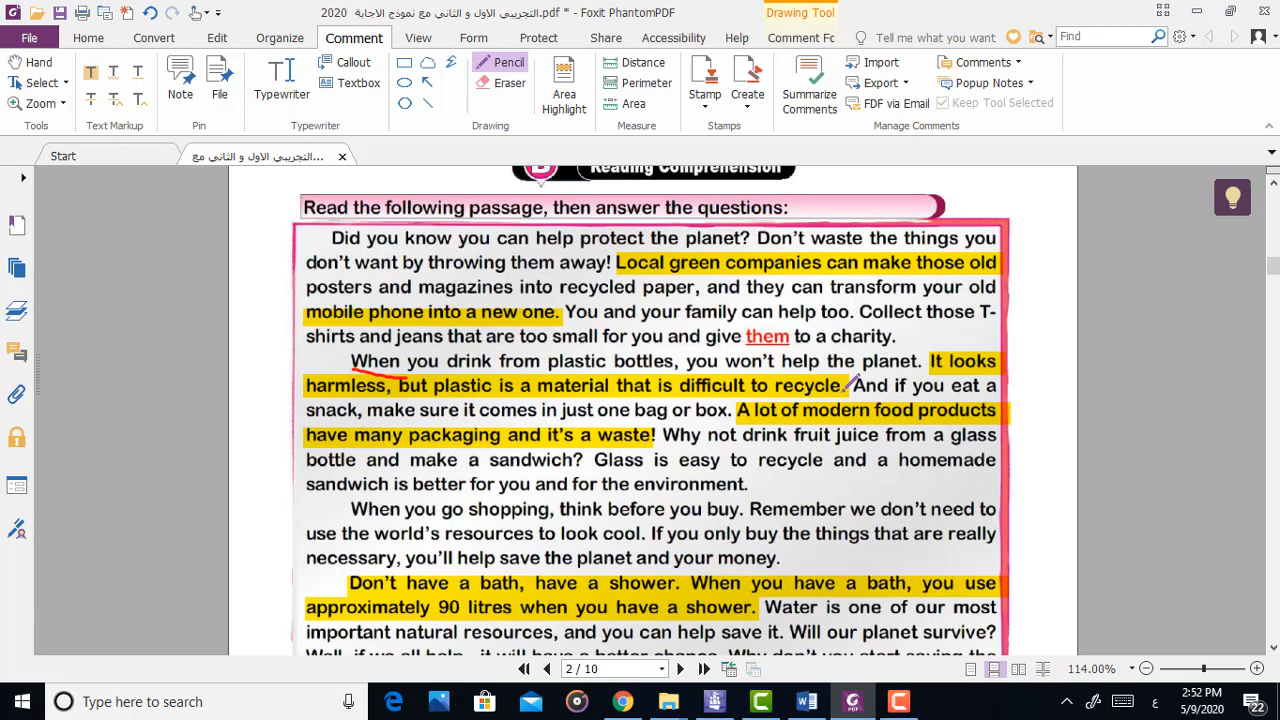 التجريبي الاول و الثاني مع نموذج الاجابة 2020.pdf * - Foxit PhantomPDF
Drawing Tool
File Home Convert Edit Organize Comment View Form Protect Share Accessibility Help Comment Fc Tell me what you want Find
Hand Select Zoom
Tools
Text Markup
Note File
Pin
Typewriter Callout Textbox
Typewriter
Pencil Eraser Area Highlight
Drawing
Distance Perimeter Area
Measure
Stamp Create
Stamps
Summarize Comments Import Export FDF via Email Comments Popup Notes Keep Tool Selected
Manage Comments
Start
التجريبي الاول و الثاني مع...
Reading Comprehension
Read the following passage, then answer the questions:
Did you know you can help protect the planet? Don't waste the things you
don't want by throwing them away! Local green companies can make those old
posters and magazines into recycled paper, and they can transform your old
mobile phone into a new one. You and your family can help too. Collect those T-
shirts and jeans that are too small for you and give them to a charity.
When you drink from plastic bottles, you won't help the planet. It looks
harmless, but plastic is a material that is difficult to recycle. And if you eat a
snack, make sure it comes in just one bag or box. A lot of modern food products
have many packaging and it's a waste! Why not drink fruit juice from a glass
bottle and make a sandwich? Glass is easy to recycle and a homemade
sandwich is better for you and for the environment.
When you go shopping, think before you buy. Remember we don't need to
use the world's resources to look cool. If you only buy the things that are really
necessary, you'll help save the planet and your money.
Don't have a bath, have a shower. When you have a bath, you use
approximately 90 litres when you have a shower. Water is one of our most
important natural resources, and you can help save it. Will our planet survive?
Well, if we all help, it will have a better chance. Why don't you start saving the
2 / 10
114.00%
Type here to search
ع
2:52 PM
5/9/2020
22